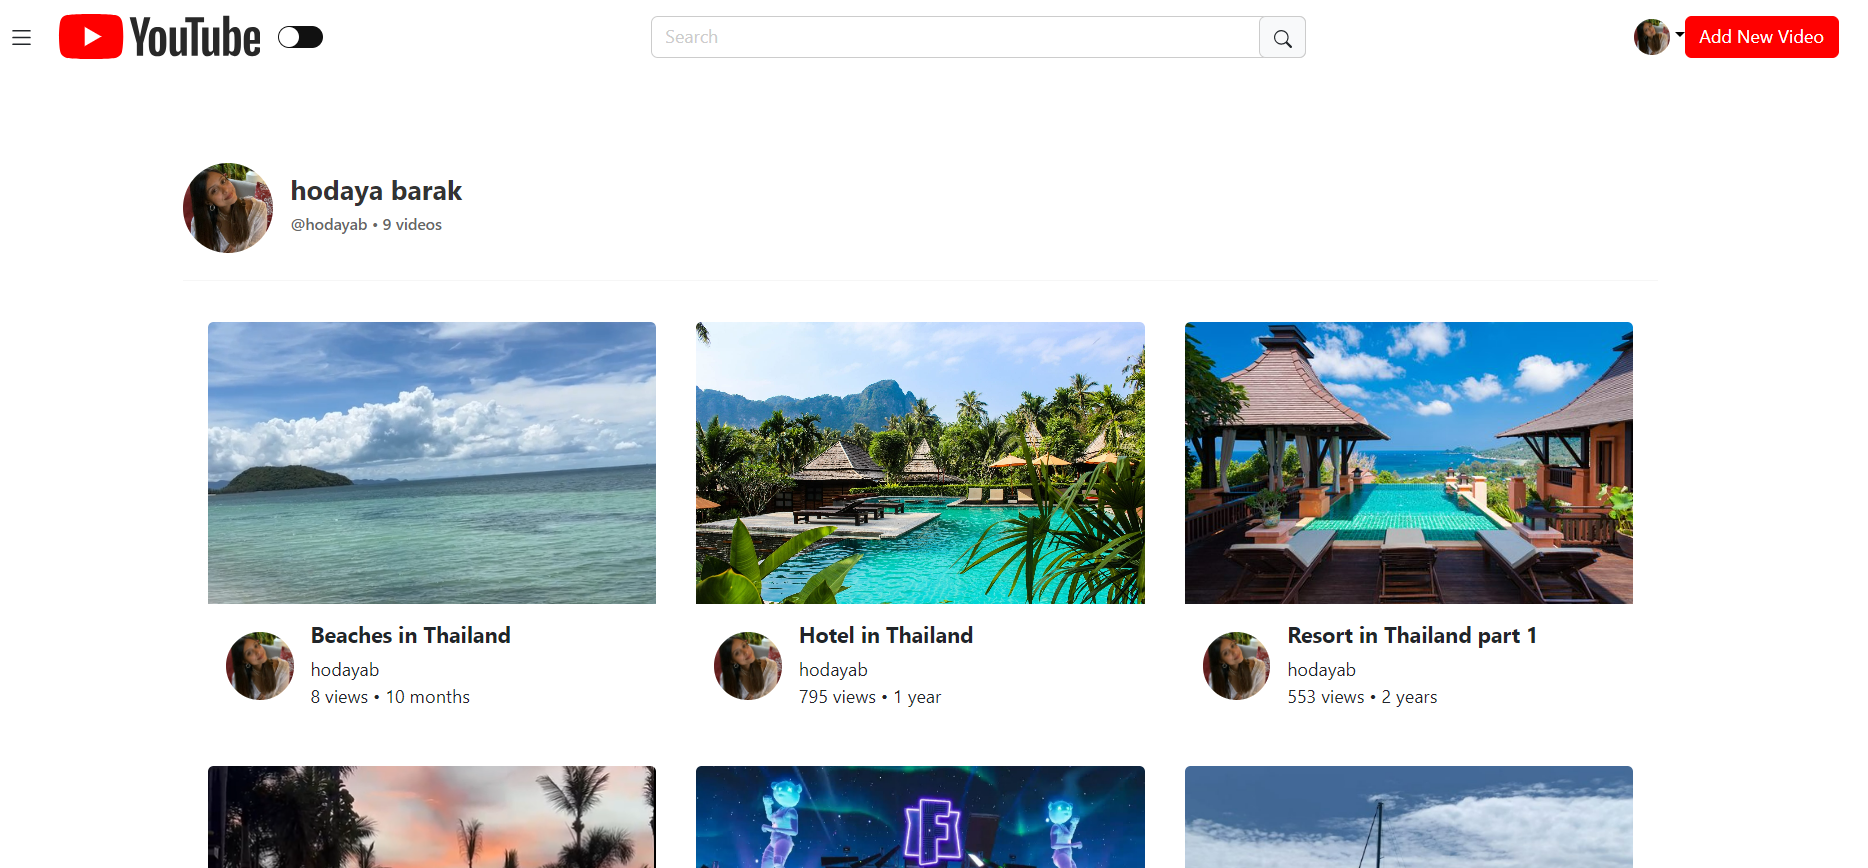 YouTube
Search
Add New Video
hodaya barak
@hodayab • 9 videos
Beaches in Thailand
hodayab
8 views • 10 months
Hotel in Thailand
hodayab
795 views • 1 year
Resort in Thailand part 1
hodayab
553 views • 2 years